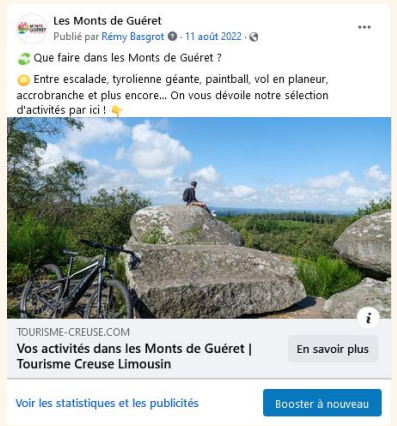 Les Monts de Guéret
Publié par Rémy Basgrot · 11 août 2022 ·
Que faire dans les Monts de Guéret ?
Entre escalade, tyrolienne géante, paintball, vol en planeur,
accrobranche et plus encore... On vous dévoile notre sélection
d'activités par ici !
TOURISME-CREUSE.COM
Vos activités dans les Monts de Guéret |
Tourisme Creuse Limousin
En savoir plus
Voir les statistiques et les publicités
Booster à nouveau